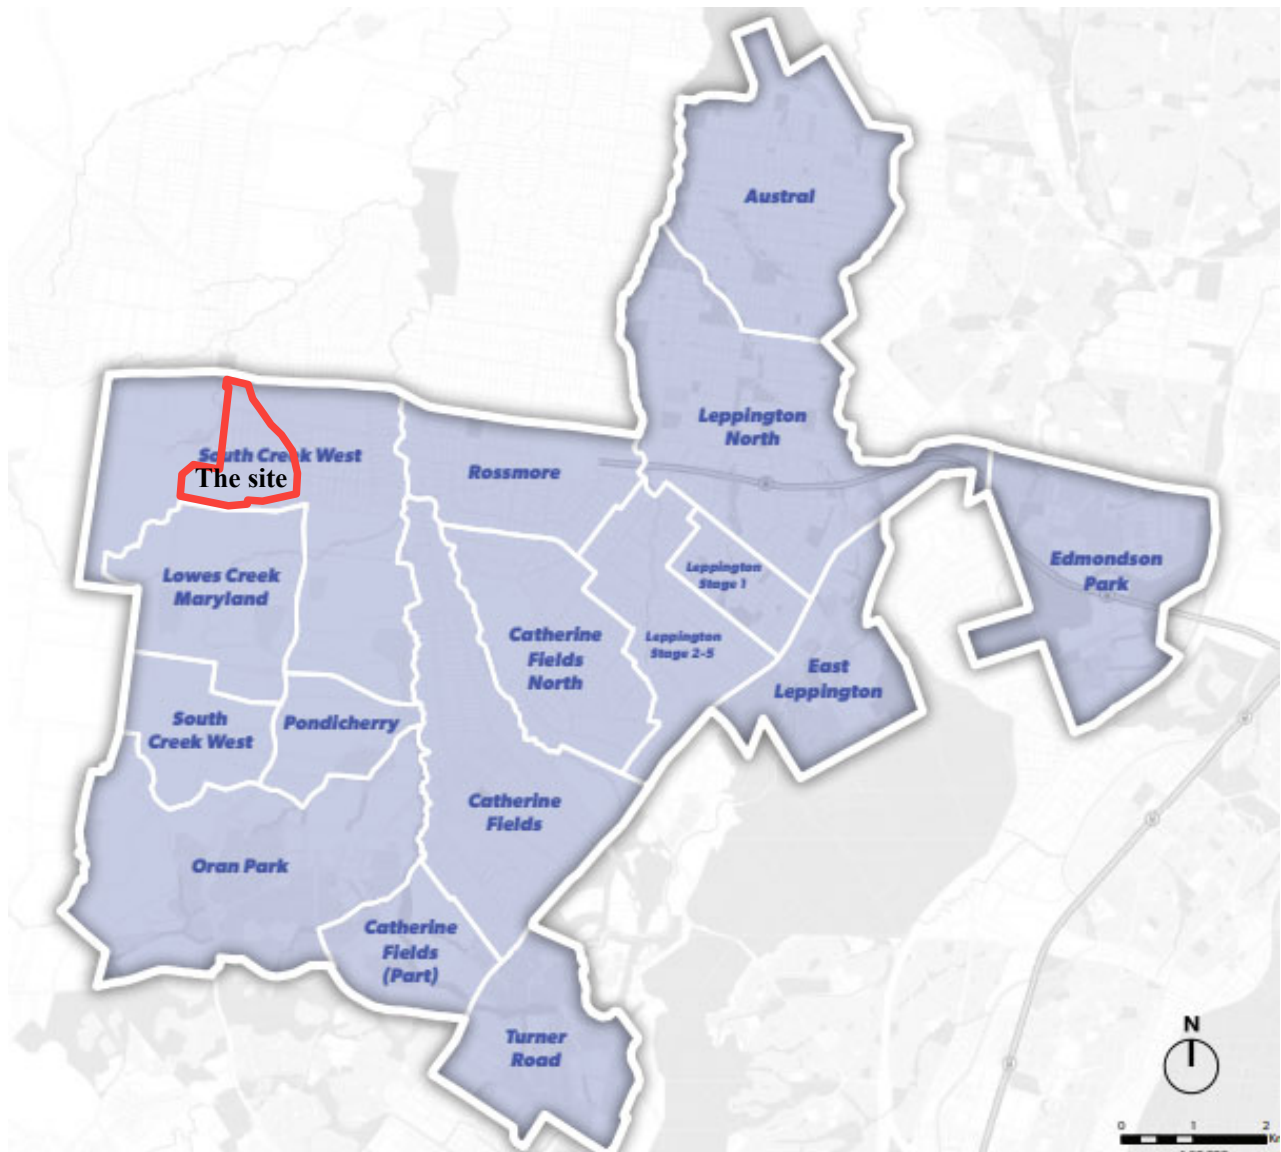 Austral
Leppington
North
South Creek West
The site
Rossmore
Edmondson
Park
Leppington
Stage 1
Lowes Creek
Maryland
Catherine
Fields
North
Leppington
Stage 2-5
East
Leppington
South
Creek West
Pondicherry
Catherine
Fields
Oran Park
Catherine
Fields
(Part)
Turner
Road
N
0 1 2